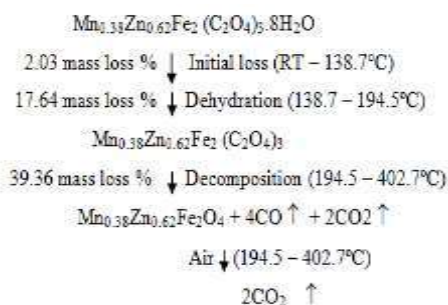 Mn₀.₃₈Zn₀.₆₂Fe₂ (C₂O₄)₃.8H₂O
2.03 mass loss % ↓ Initial loss (RT – 138.7°C)
17.64 mass loss % ↓ Dehydration (138.7 – 194.5°C)
Mn₀.₃₈Zn₀.₆₂Fe₂ (C₂O₄)₃
39.36 mass loss % ↓ Decomposition (194.5 – 402.7°C)
Mn₀.₃₈Zn₀.₆₂Fe₂O₄ + 4CO ↑ + 2CO2 ↑
Air ↓ (194.5 – 402.7°C)
2CO₂ ↑